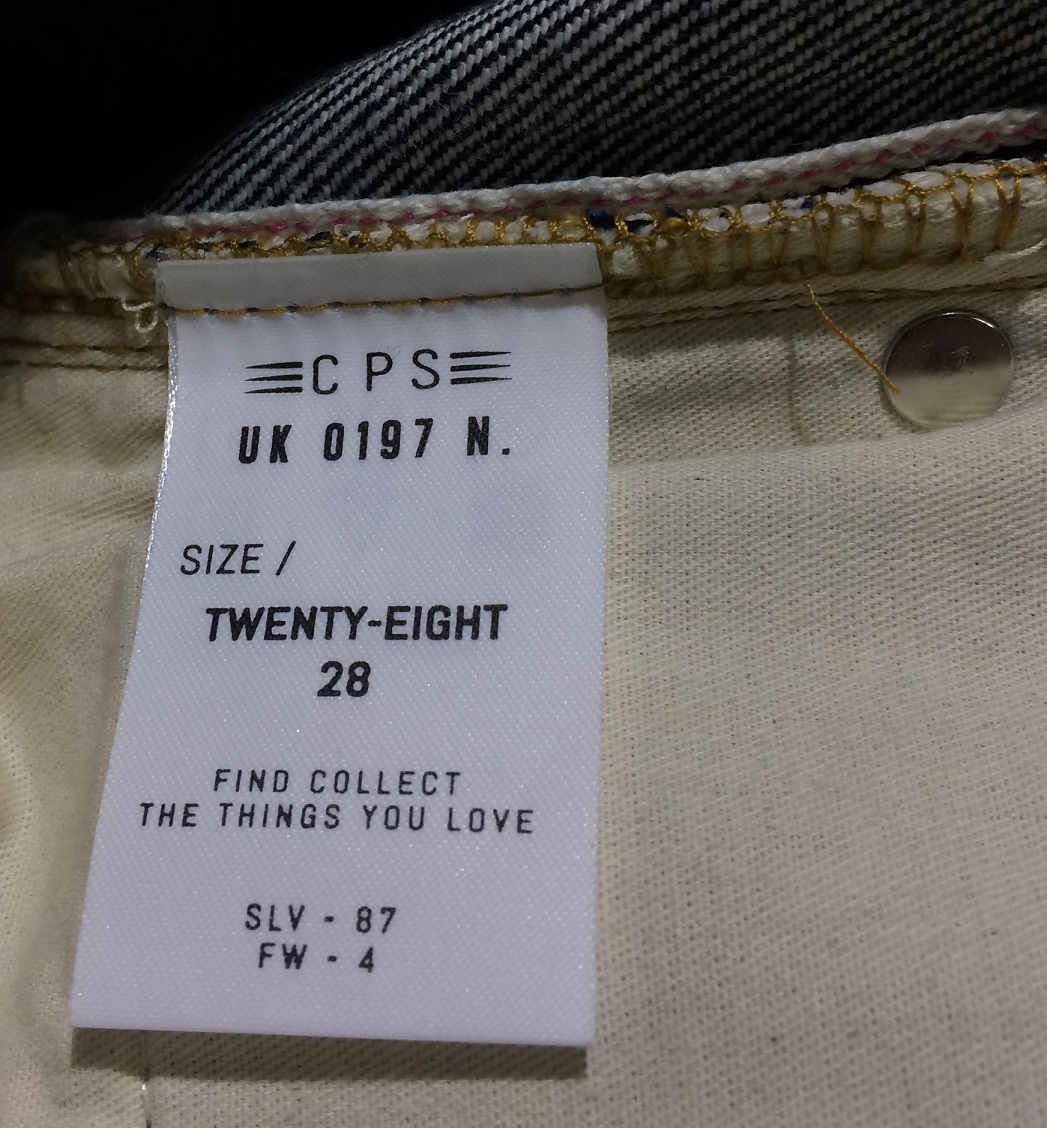 CPS
UK 0197 N.
SIZE /
TWENTY-EIGHT
28
FIND COLLECT
THE THINGS YOU LOVE
SLV - 87
FW - 4